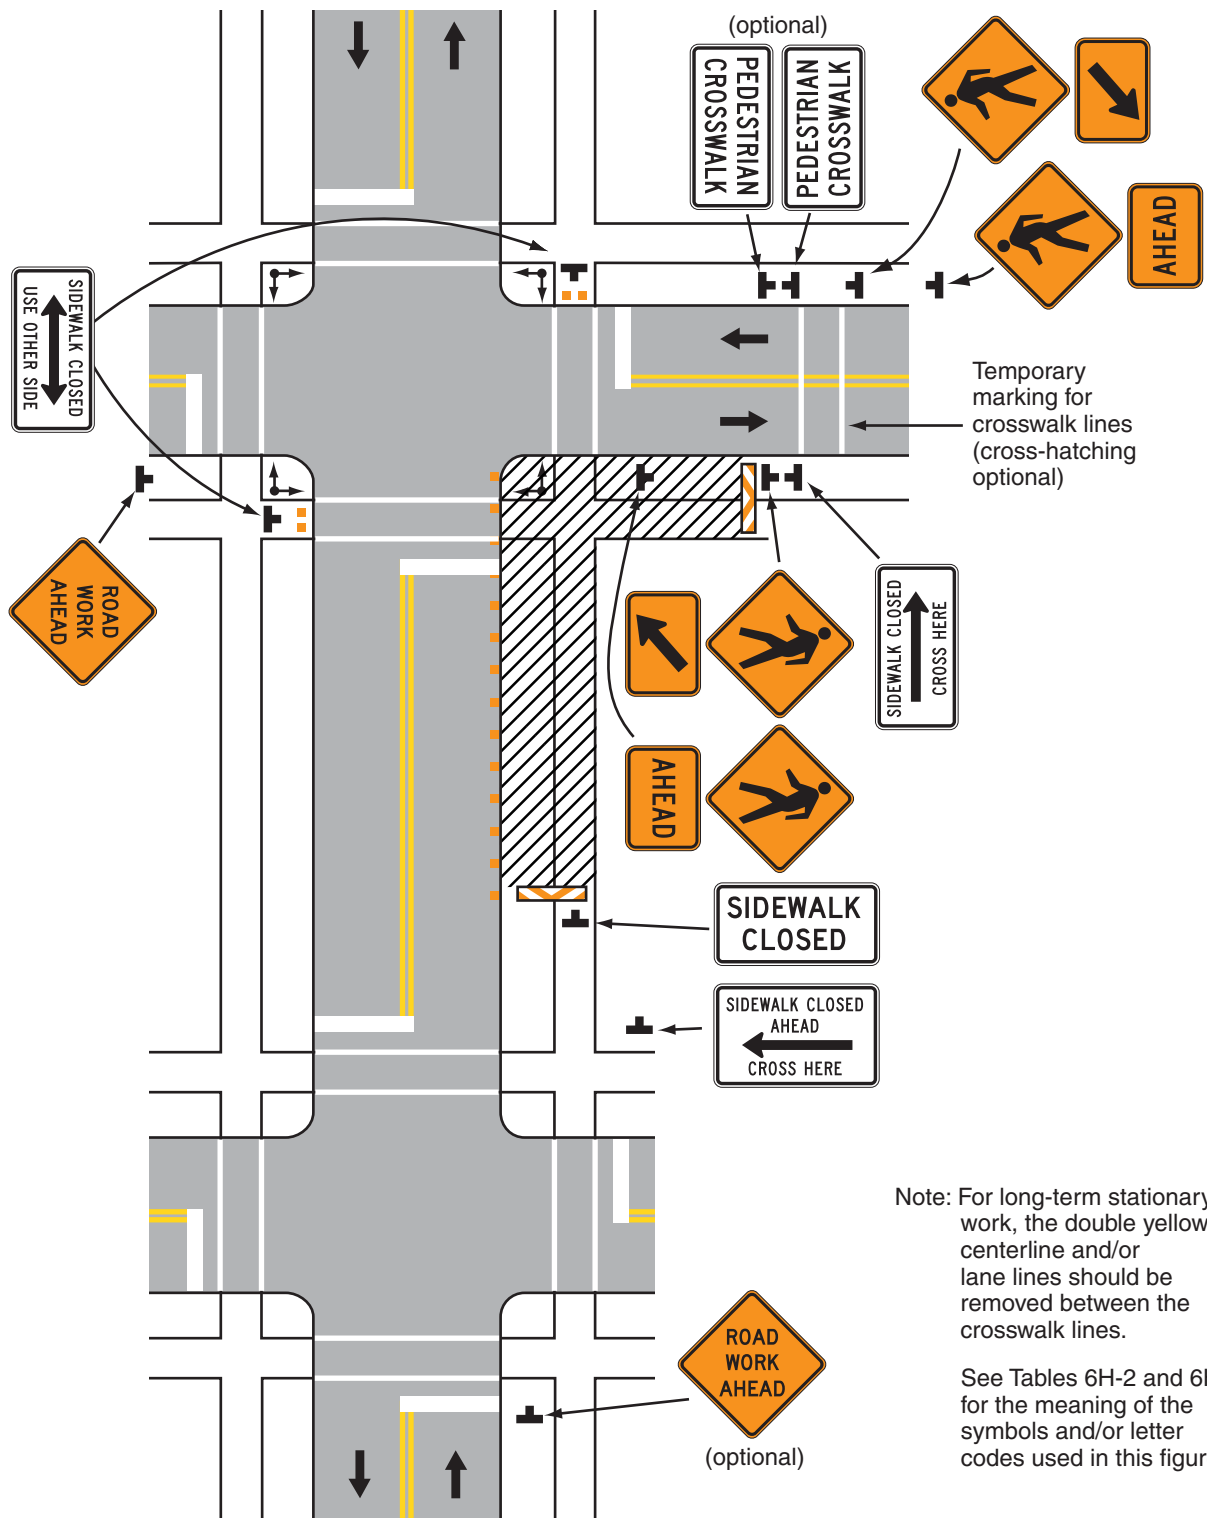 (optional)
PEDESTRIAN
CROSSWALK
PEDESTRIAN
CROSSWALK
AHEAD
SIDEWALK CLOSED
USE OTHER SIDE
Temporary
marking for
crosswalk lines
(cross-hatching
optional)
ROAD
WORK
AHEAD
SIDEWALK CLOSED
CROSS HERE
AHEAD
SIDEWALK
CLOSED
SIDEWALK CLOSED
AHEAD
CROSS HERE
Note: For long-term stationary
work, the double yellow
centerline and/or
lane lines should be
removed between the
crosswalk lines.
ROAD
WORK
AHEAD
(optional)
See Tables 6H-2 and
for the meaning of the
symbols and/or letter
codes used in this figur